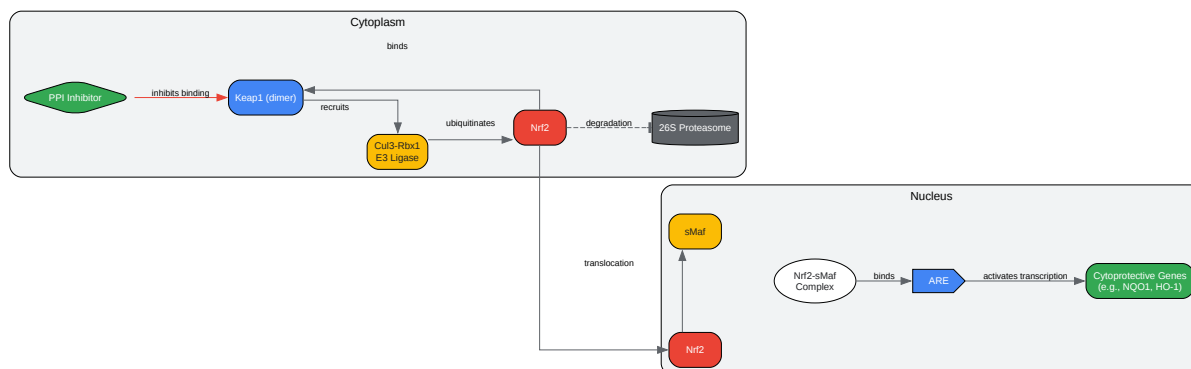 Cytoplasm
binds
PPI Inhibitor
inhibits binding
Keap1 (dimer)
recruits
Cul3-Rbx1
E3 Ligase
ubiquitinates
Nrf2
degradation
26S Proteasome
translocation
Nucleus
sMaf
Nrf2
Nrf2-sMaf
Complex
binds
ARE
activates transcription
Cytoprotective Genes
(e.g., NQO1, HO-1)